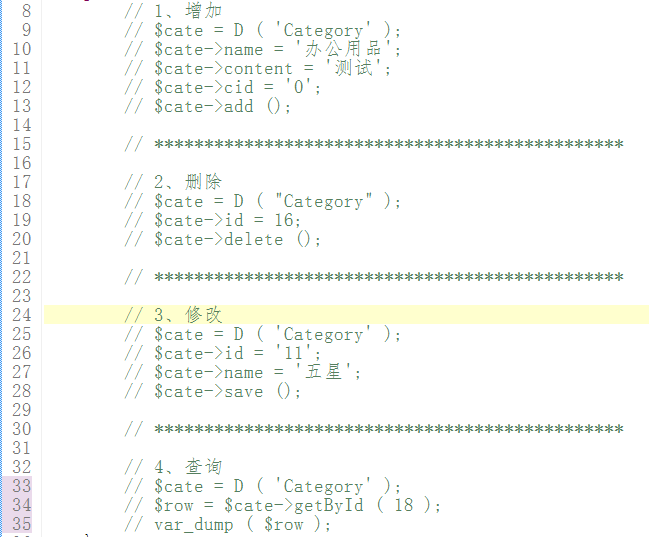 8 // 1、增加
9 // $cate = D ( 'Category' );
10 // $cate->name = '办公用品';
11 // $cate->content = '测试';
12 // $cate->cid = '0';
13 // $cate->add ();
14
15 // ***********************************************
16
17 // 2、删除
18 // $cate = D ( "Category" );
19 // $cate->id = 16;
20 // $cate->delete ();
21
22 // ***********************************************
23
24 // 3、修改
25 // $cate = D ( 'Category' );
26 // $cate->id = '11';
27 // $cate->name = '五星';
28 // $cate->save ();
29
30 // ***********************************************
31
32 // 4、查询
33 // $cate = D ( 'Category' );
34 // $row = $cate->getById ( 18 );
35 // var_dump ( $row );